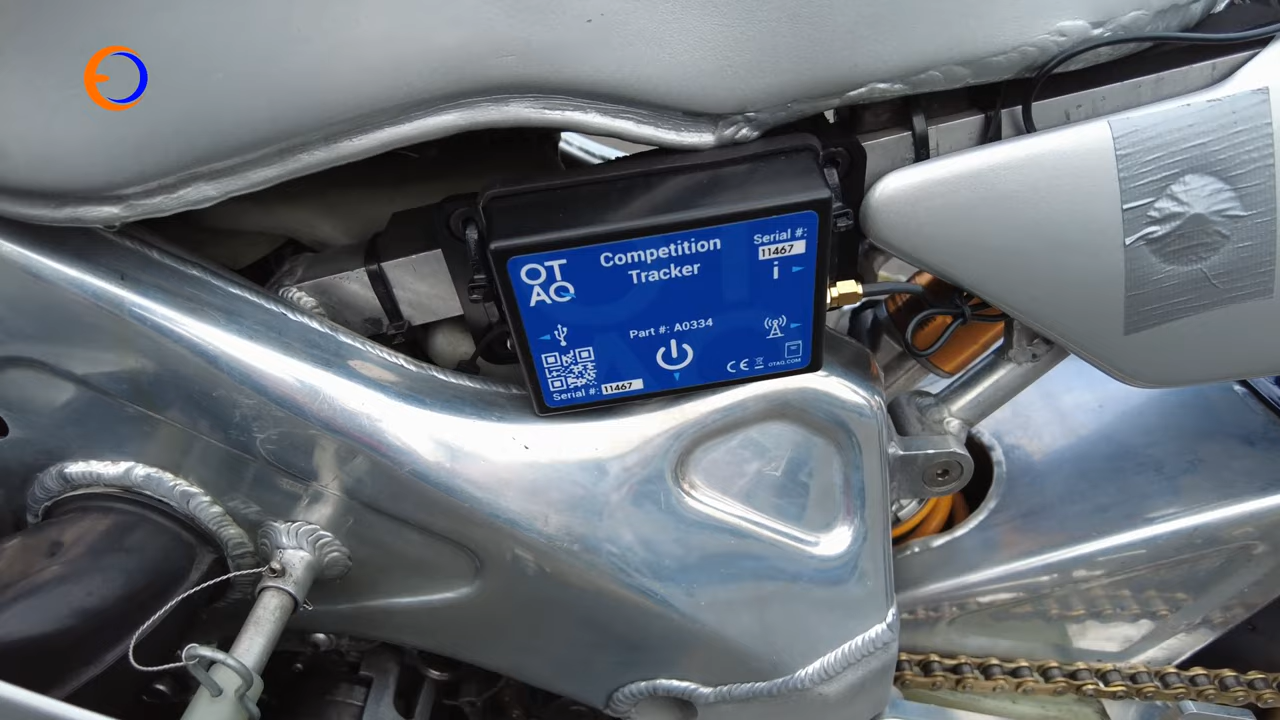 OT
AQ
Competition
Tracker
Serial #:
11467
i
Part #: A0334
CE
OTAQ.COM
Serial #: 11467